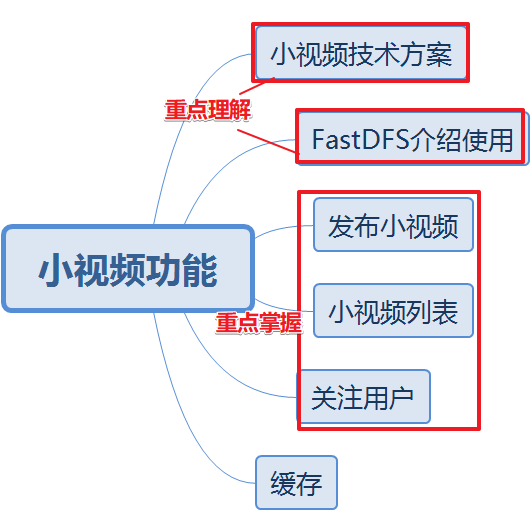 小视频技术方案
重点理解
FastDFS介绍使用
发布小视频
小视频功能
小视频列表
重点掌握
关注用户
缓存